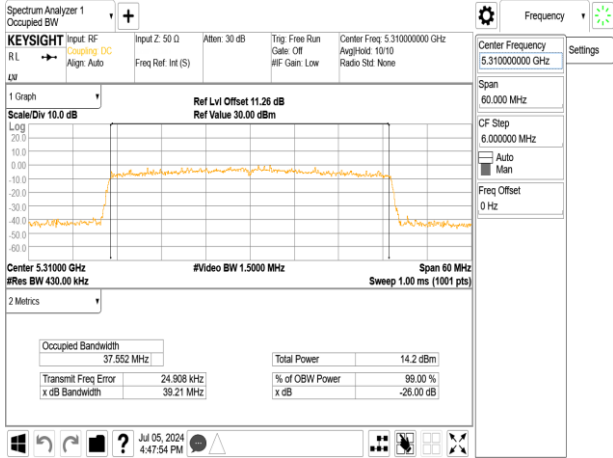 Spectrum Analyzer 1
Occupied BW
+
Frequency
KEYSIGHT
RL
Input: RF
Coupling: DC
Align: Auto
Input Z: 50 Ω
Freq Ref: Int (S)
Atten: 30 dB
Trig: Free Run
Gate: Off
#IF Gain: Low
Center Freq: 5.310000000 GHz
Avg|Hold: 10/10
Radio Std: None
LXI
Center Frequency
5.310000000 GHz
Settings
Span
60.000 MHz
CF Step
6.000000 MHz
Auto
Man
Freq Offset
0 Hz
1 Graph
Scale/Div 10.0 dB
Ref Lvl Offset 11.26 dB
Ref Value 30.00 dBm
Log
20.0
10.0
0.00
-10.0
-20.0
-30.0
-40.0
-50.0
-60.0
Center 5.31000 GHz
#Res BW 430.00 kHz
#Video BW 1.5000 MHz
Span 60 MHz
Sweep 1.00 ms (1001 pts)
2 Metrics
Occupied Bandwidth
37.552 MHz
Transmit Freq Error 24.908 kHz
x dB Bandwidth 39.21 MHz
Total Power 14.2 dBm
% of OBW Power 99.00 %
x dB -26.00 dB
?
Jul 05, 2024
4:47:54 PM